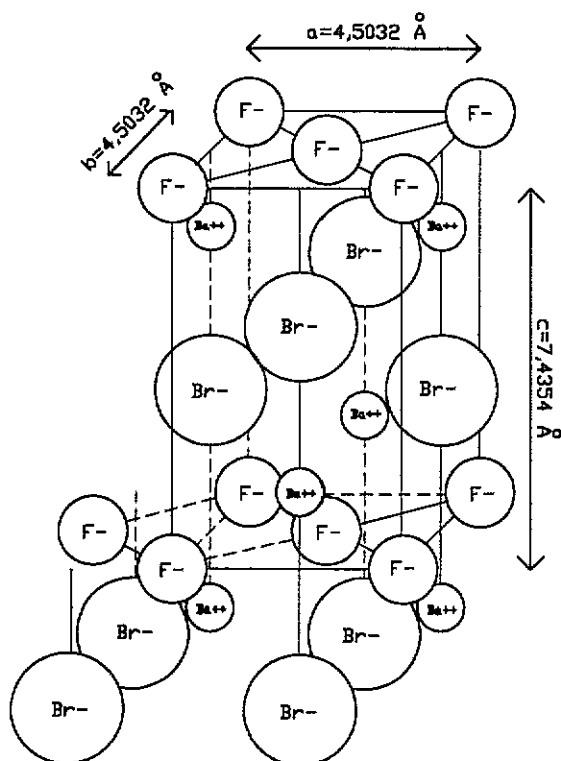 a=4,5032 Å
b=4,5032 Å
F-
F-
F-
F-
F-
Ba++
Ba++
Br-
c=7,4354 Å
Br-
Br-
Br-
Ba++
F-
Ba++
F-
F-
F-
F-
F-
Ba++
Ba++
Br-
Br-
Br-
Br-